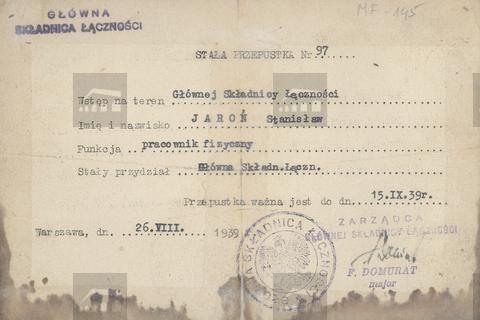 GŁÓWNA
SKŁADNICA ŁĄCZNOŚCI
MF-145
STAŁA PRZEPUSTKA Nr 97.......
Wstęp na teren Głównej Składnicy Łączności
Imię i nazwisko JAROŃ Stanisław
Funkcja pracownik fizyczny
Stały przydział Główna Składn.Łączn.
Przepustka ważna jest do dn. 15.IX.39r.
Warszawa, dn. 26.VIII. 1939
ZARZĄDCA
GŁÓWNEJ SKŁADNICY ŁĄCZNOŚCI
F. DOMURAT
major
SKŁADNICA ŁĄCZNOŚCI